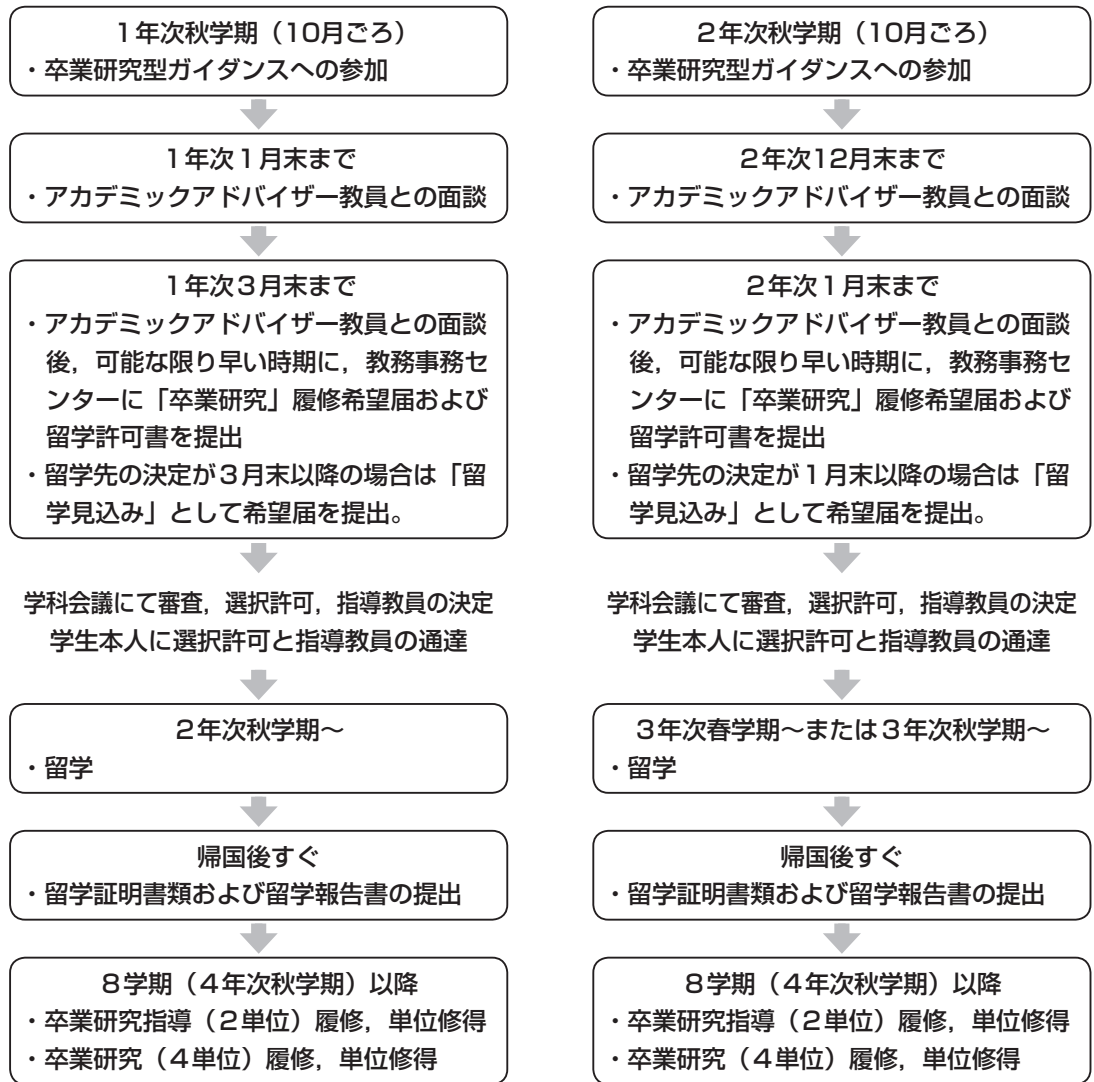 １年次秋学期（１０月ごろ）
・卒業研究型ガイダンスへの参加
１年次１月末まで
・アカデミックアドバイザー教員との面談
１年次３月末まで
・アカデミックアドバイザー教員との面談
後，可能な限り早い時期に，教務事務セ
ンターに「卒業研究」履修希望届および
留学許可書を提出
・留学先の決定が３月末以降の場合は「留
学見込み」として希望届を提出。
学科会議にて審査，選択許可，指導教員の決定
学生本人に選択許可と指導教員の通達
２年次秋学期～
・留学
帰国後すぐ
・留学証明書類および留学報告書の提出
８学期（４年次秋学期）以降
・卒業研究指導（２単位）履修，単位修得
・卒業研究（４単位）履修，単位修得
２年次秋学期（１０月ごろ）
・卒業研究型ガイダンスへの参加
２年次１２月末まで
・アカデミックアドバイザー教員との面談
２年次１月末まで
・アカデミックアドバイザー教員との面談
後，可能な限り早い時期に，教務事務セ
ンターに「卒業研究」履修希望届および
留学許可書を提出
・留学先の決定が１月末以降の場合は「留
学見込み」として希望届を提出。
学科会議にて審査，選択許可，指導教員の決定
学生本人に選択許可と指導教員の通達
３年次春学期～または３年次秋学期～
・留学
帰国後すぐ
・留学証明書類および留学報告書の提出
８学期（４年次秋学期）以降
・卒業研究指導（２単位）履修，単位修得
・卒業研究（４単位）履修，単位修得